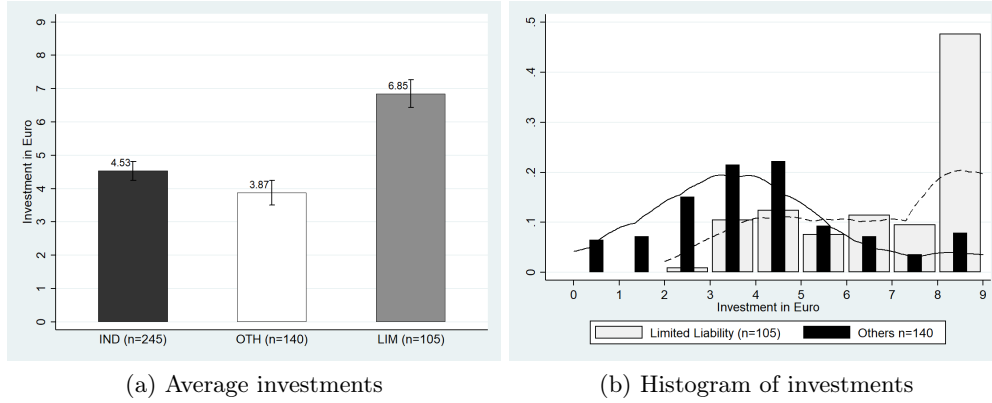 9
8
7
6
5
4
3
2
1
0
Investment in Euro
4.53
3.87
6.85
IND (n=245)
OTH (n=140)
LIM (n=105)
(a) Average investments
.5
.4
.3
.2
.1
0
0 1 2 3 4 5 6 7 8 9
Investment in Euro
Limited Liability (n=105)
Others n=140
(b) Histogram of investments